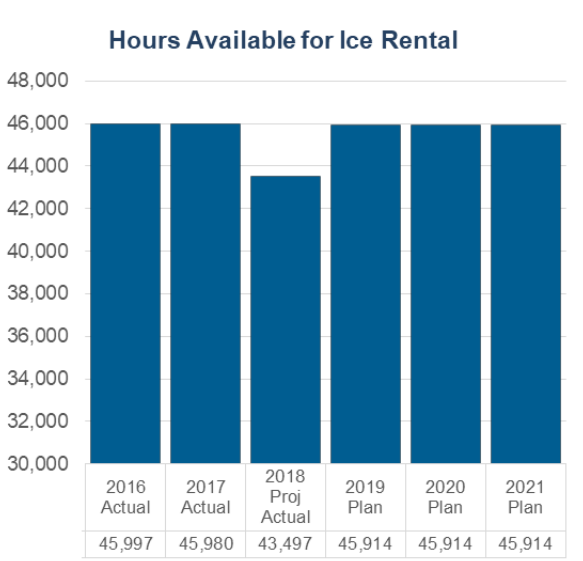 Hours Available for Ice Rental
48,000
46,000
44,000
42,000
40,000
38,000
36,000
34,000
32,000
30,000
2016 Actual
2017 Actual
2018 Proj Actual
2019 Plan
2020 Plan
2021 Plan
45,997 45,980 43,497 45,914 45,914 45,914